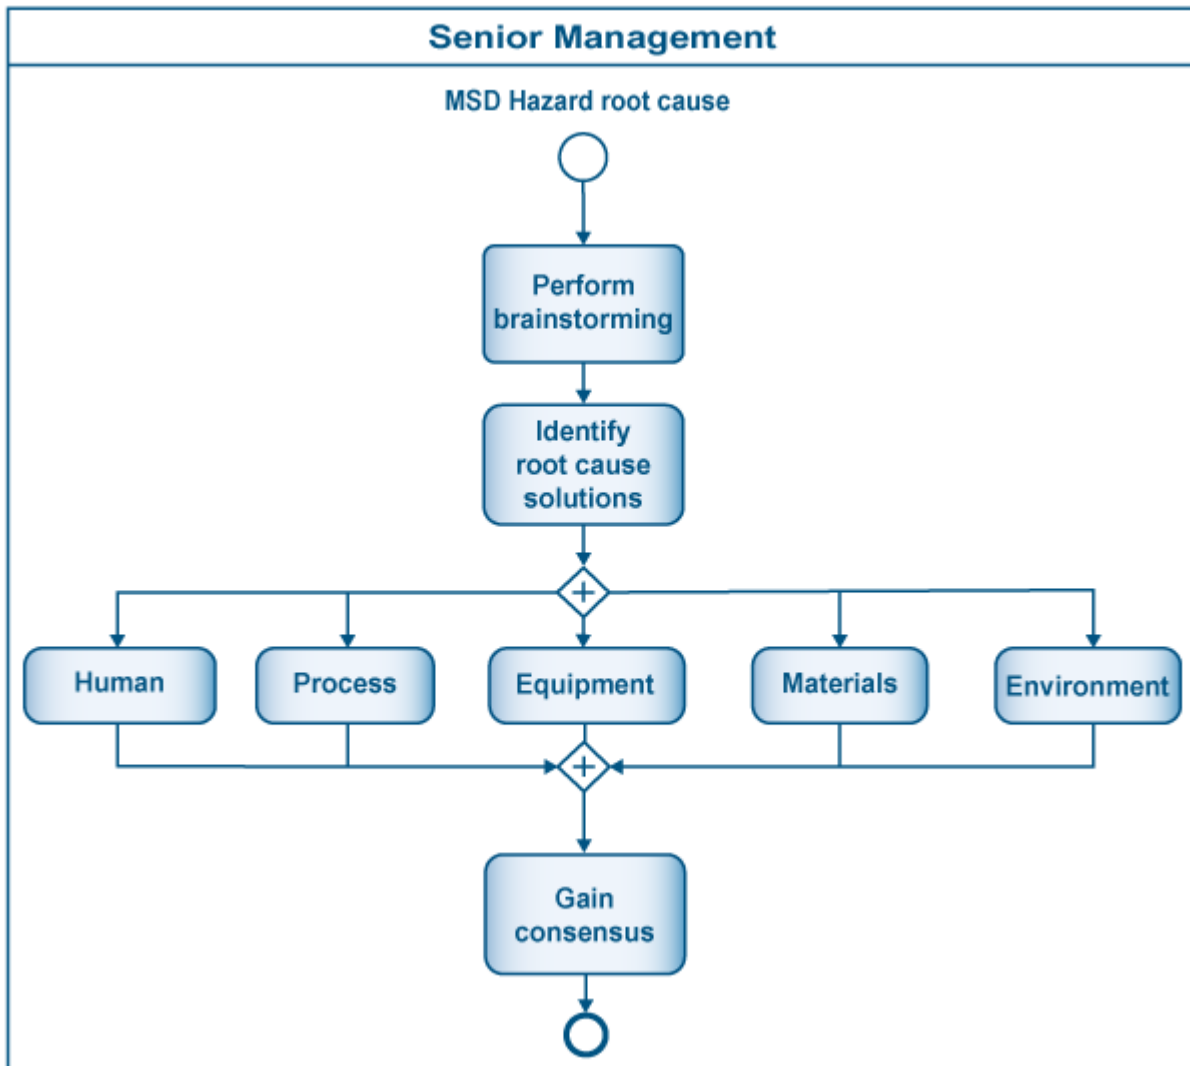 Senior Management
MSD Hazard root cause
Perform
brainstorming
Identify
root cause
solutions
Human
Process
Equipment
Materials
Environment
Gain
consensus